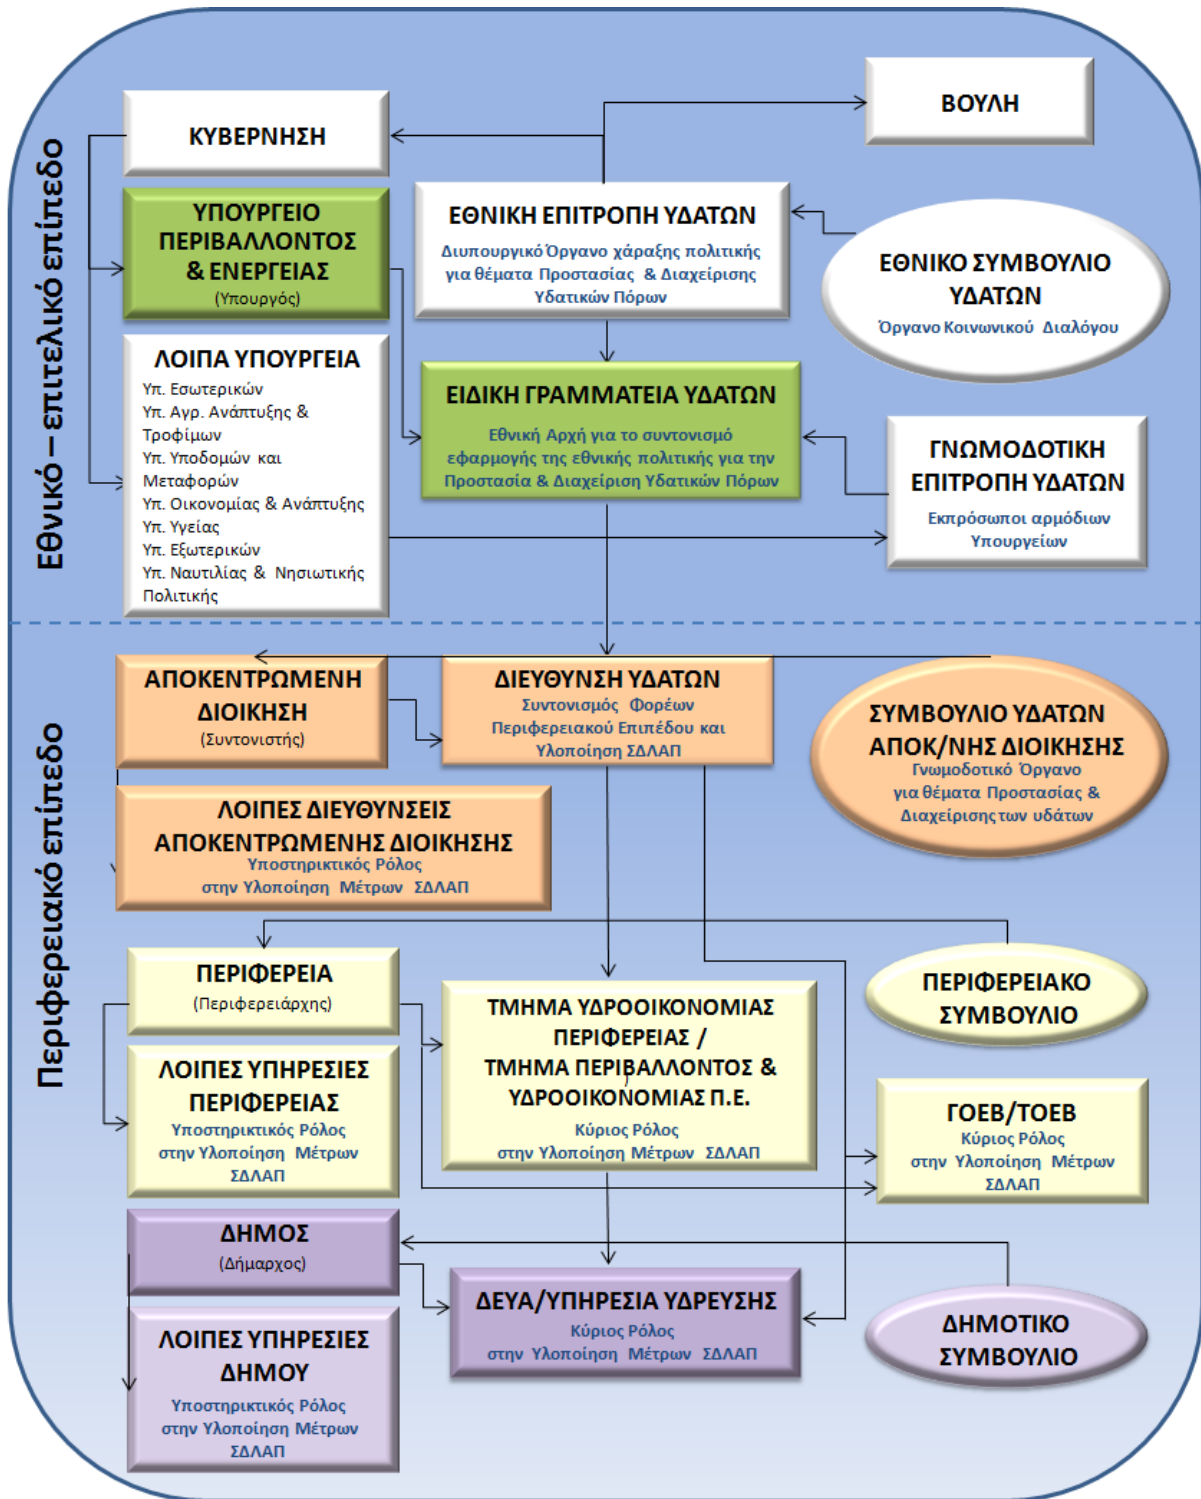 Εθνικό – επιτελικό επίπεδο
ΒΟΥΛΗ
ΚΥΒΕΡΝΗΣΗ
ΥΠΟΥΡΓΕΙΟ
ΠΕΡΙΒΑΛΛΟΝΤΟΣ
& ΕΝΕΡΓΕΙΑΣ
(Υπουργός)
ΕΘΝΙΚΗ ΕΠΙΤΡΟΠΗ ΥΔΑΤΩΝ
Διυπουργικό Όργανο χάραξης πολιτικής
για θέματα Προστασίας & Διαχείρισης
Υδατικών Πόρων
ΕΘΝΙΚΟ ΣΥΜΒΟΥΛΙΟ
ΥΔΑΤΩΝ
Όργανο Κοινωνικού Διαλόγου
ΛΟΙΠΑ ΥΠΟΥΡΓΕΙΑ
Υπ. Εσωτερικών
Υπ. Αγρ. Ανάπτυξης &
Τροφίμων
Υπ. Υποδομών και
Μεταφορών
Υπ. Οικονομίας & Ανάπτυξης
Υπ. Υγείας
Υπ. Εξωτερικών
Υπ. Ναυτιλίας & Νησιωτικής
Πολιτικής
ΕΙΔΙΚΗ ΓΡΑΜΜΑΤΕΙΑ ΥΔΑΤΩΝ
Εθνική Αρχή για το συντονισμό
εφαρμογής της εθνικής πολιτικής για την
Προστασία & Διαχείριση Υδατικών Πόρων
ΓΝΩΜΟΔΟΤΙΚΗ
ΕΠΙΤΡΟΠΗ ΥΔΑΤΩΝ
Εκπρόσωποι αρμόδιων
Υπουργείων
Περιφερειακό επίπεδο
ΑΠΟΚΕΝΤΡΩΜΕΝΗ
ΔΙΟΙΚΗΣΗ
(Συντονιστής)
ΔΙΕΥΘΥΝΣΗ ΥΔΑΤΩΝ
Συντονισμός Φορέων
Περιφερειακού Επιπέδου και
Υλοποίηση ΣΔΛΑΠ
ΣΥΜΒΟΥΛΙΟ ΥΔΑΤΩΝ
ΑΠΟΚ/ΝΗΣ ΔΙΟΙΚΗΣΗΣ
Γνωμοδοτικό Όργανο
για θέματα Προστασίας &
Διαχείρισης των υδάτων
ΛΟΙΠΕΣ ΔΙΕΥΘΥΝΣΕΙΣ
ΑΠΟΚΕΝΤΡΩΜΕΝΗΣ ΔΙΟΙΚΗΣΗΣ
Υποστηρικτικός Ρόλος
στην Υλοποίηση Μέτρων ΣΔΛΑΠ
ΠΕΡΙΦΕΡΕΙΑ
(Περιφερειάρχης)
ΤΜΗΜΑ ΥΔΡΟΟΙΚΟΝΟΜΙΑΣ
ΠΕΡΙΦΕΡΕΙΑΣ /
ΤΜΗΜΑ ΠΕΡΙΒΑΛΛΟΝΤΟΣ &
ΥΔΡΟΟΙΚΟΝΟΜΙΑΣ Π.Ε.
Κύριος Ρόλος
στην Υλοποίηση Μέτρων ΣΔΛΑΠ
ΠΕΡΙΦΕΡΕΙΑΚΟ
ΣΥΜΒΟΥΛΙΟ
ΛΟΙΠΕΣ ΥΠΗΡΕΣΙΕΣ
ΠΕΡΙΦΕΡΕΙΑΣ
Υποστηρικτικός Ρόλος
στην Υλοποίηση Μέτρων
ΣΔΛΑΠ
ΓΟΕΒ/ΤΟΕΒ
Κύριος Ρόλος
στην Υλοποίηση Μέτρων
ΣΔΛΑΠ
ΔΗΜΟΣ
(Δήμαρχος)
ΔΕΥΑ/ΥΠΗΡΕΣΙΑ ΥΔΡΕΥΣΗΣ
Κύριος Ρόλος
στην Υλοποίηση Μέτρων ΣΔΛΑΠ
ΔΗΜΟΤΙΚΟ
ΣΥΜΒΟΥΛΙΟ
ΛΟΙΠΕΣ ΥΠΗΡΕΣΙΕΣ
ΔΗΜΟΥ
Υποστηρικτικός Ρόλος
στην Υλοποίηση Μέτρων
ΣΔΛΑΠ